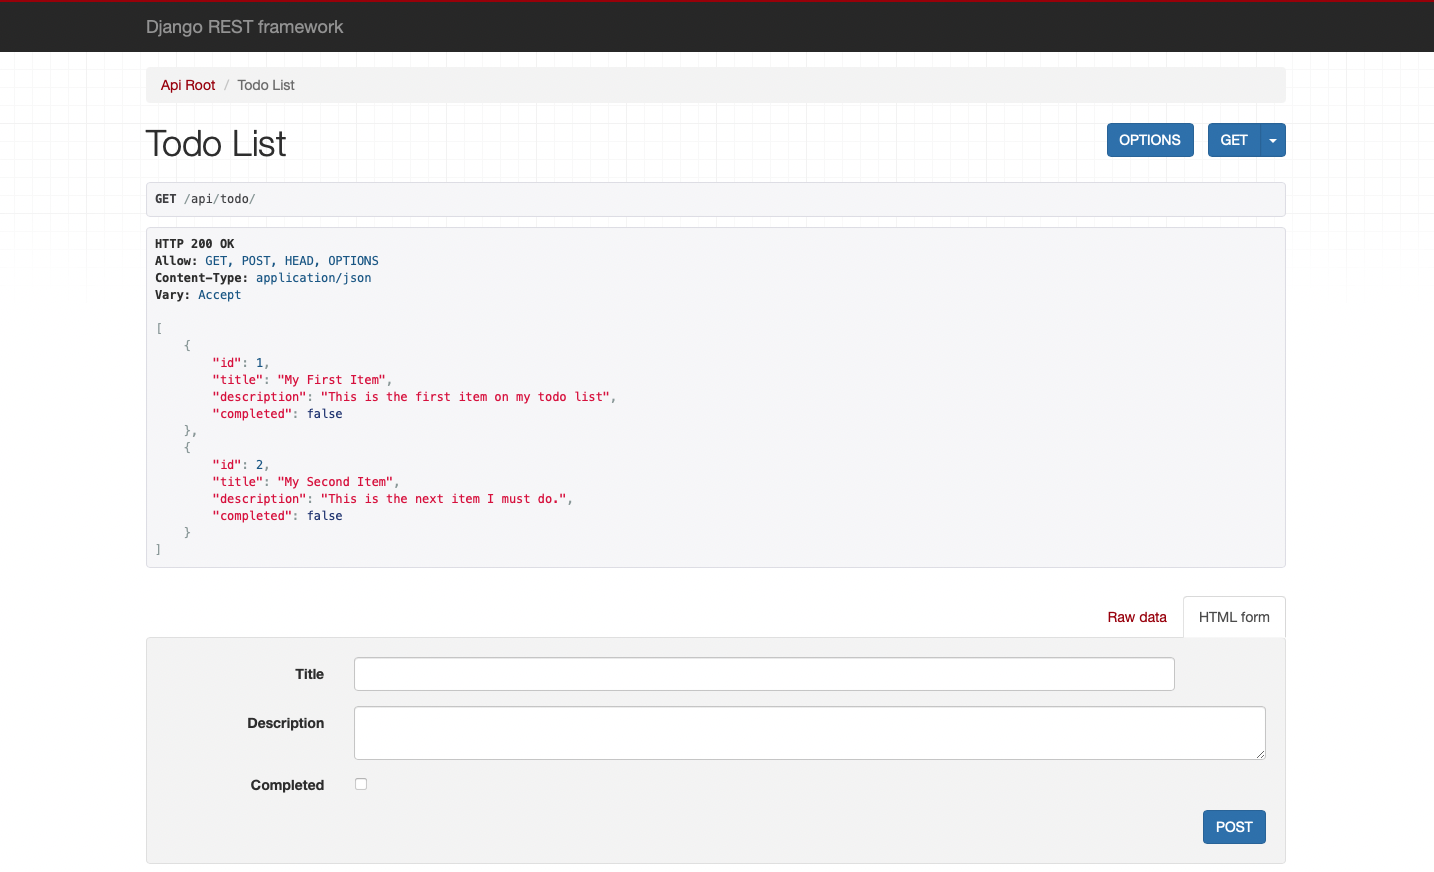 Django REST framework
Api Root / Todo List
Todo List
OPTIONS
GET
GET /api/todo/
HTTP 200 OK
Allow: GET, POST, HEAD, OPTIONS
Content-Type: application/json
Vary: Accept
[
    {
        "id": 1,
        "title": "My First Item",
        "description": "This is the first item on my todo list",
        "completed": false
    },
    {
        "id": 2,
        "title": "My Second Item",
        "description": "This is the next item I must do.",
        "completed": false
    }
]
Raw data
HTML form
Title
Description
Completed
POST